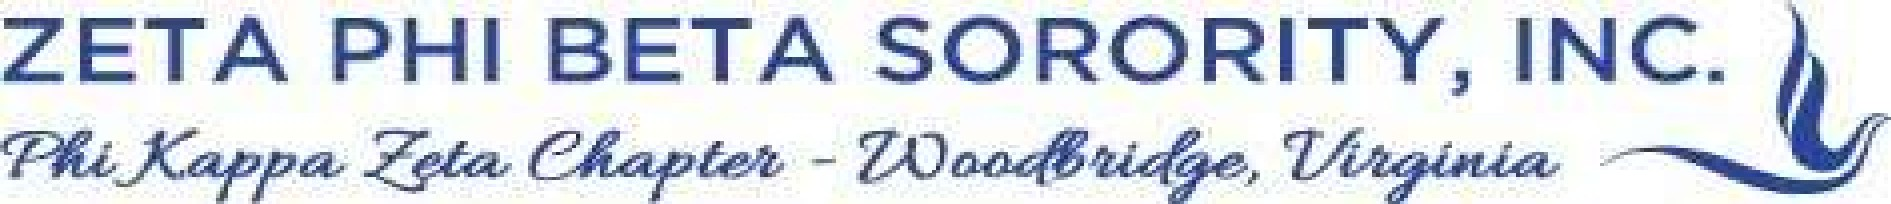 ZETA PHI BETA SORORITY, INC.
Phi Kappa Zeta Chapter - Woodbridge, Virginia